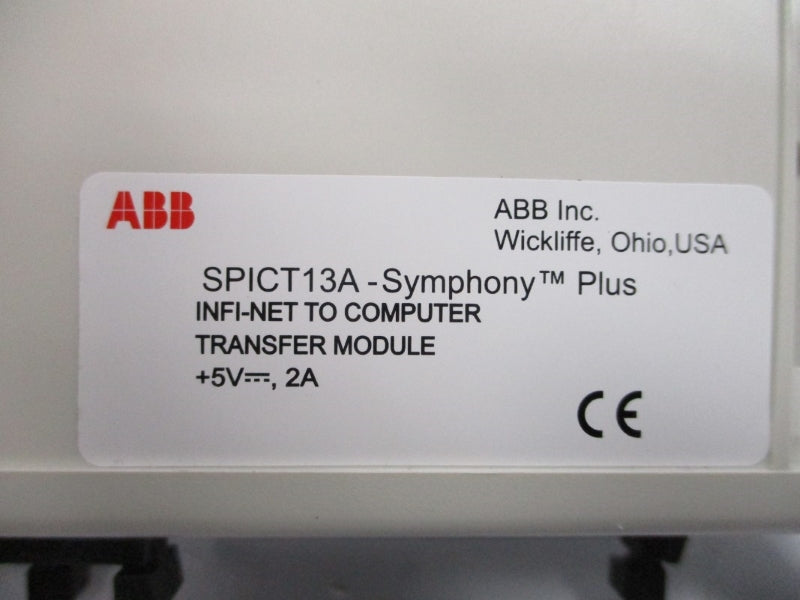 ABB
ABB Inc.
Wickliffe, Ohio,USA
SPICT13A -Symphony™ Plus
INFI-NET TO COMPUTER
TRANSFER MODULE
+5V⎓, 2A
CE